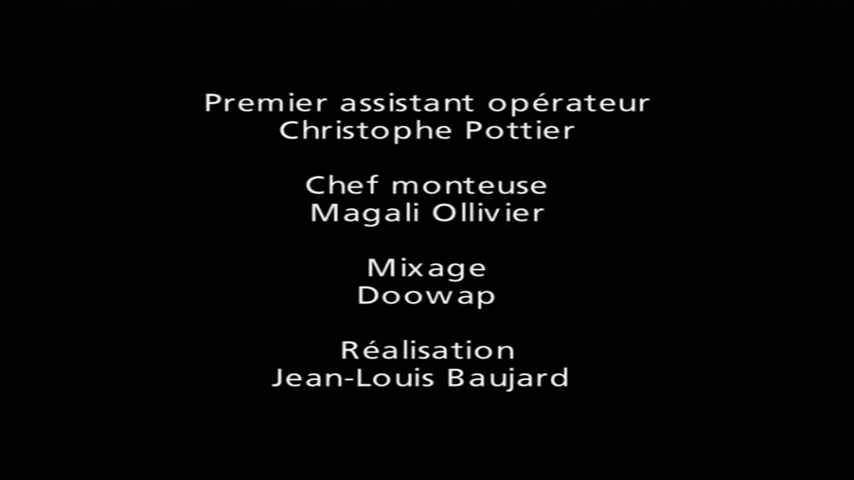 Premier assistant opérateur
Christophe Pottier
Chef monteuse
Magali Ollivier
Mixage
Doowap
Réalisation
Jean-Louis Baujard